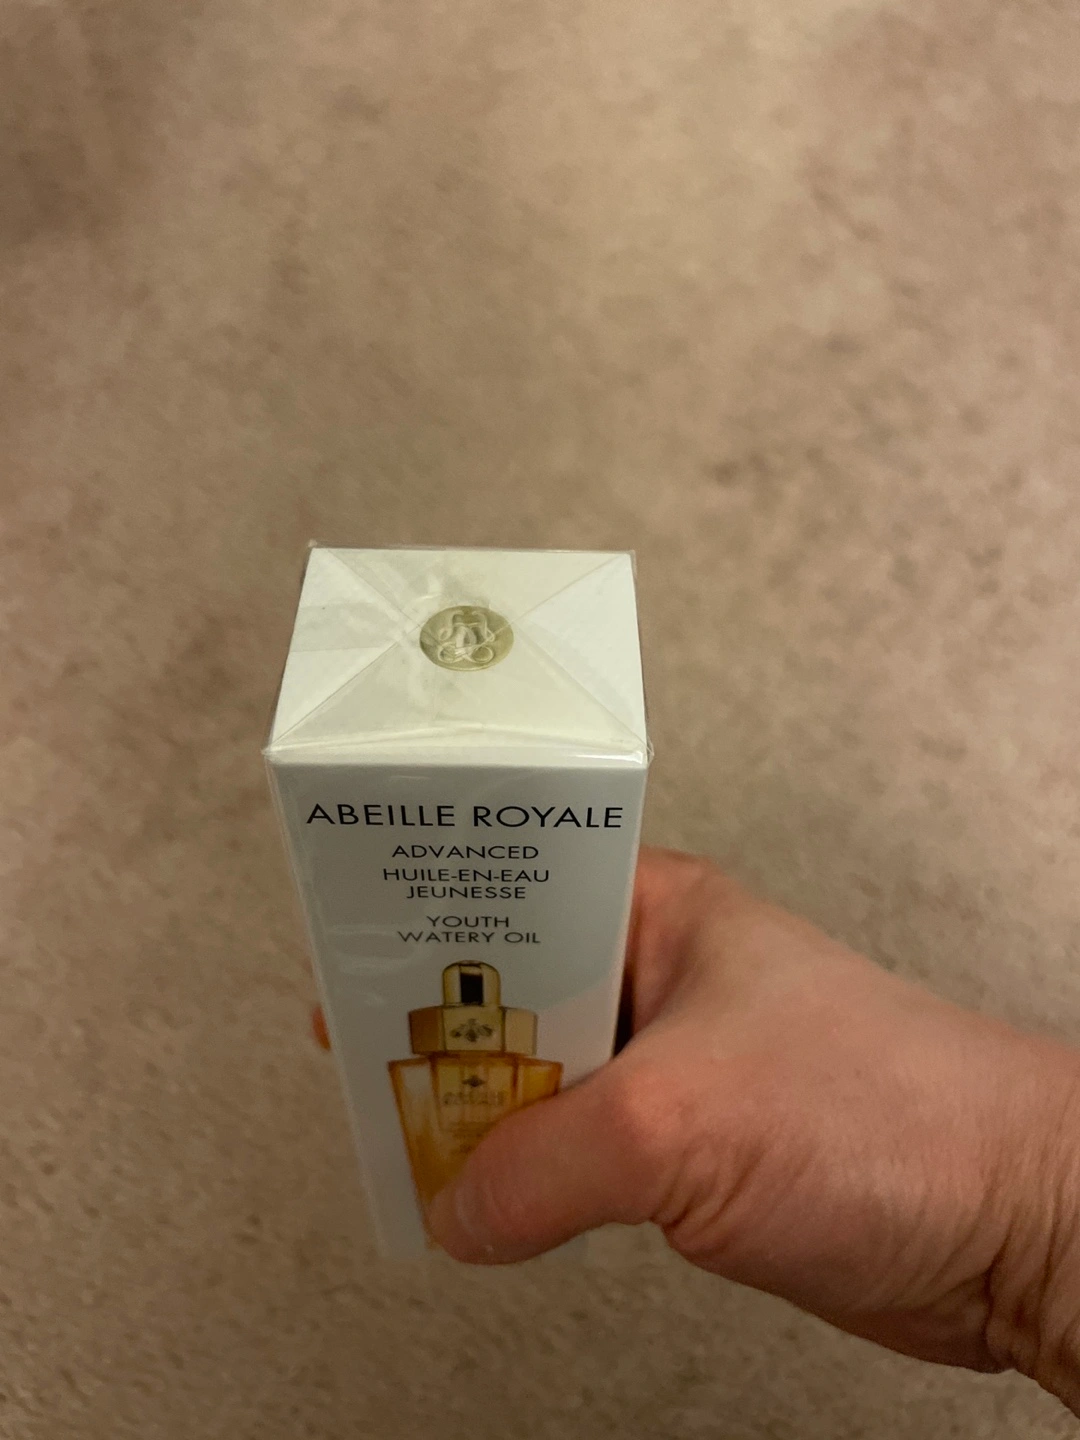 ABEILLE ROYALE
ADVANCED
HUILE-EN-EAU
JEUNESSE
YOUTH
WATERY OIL